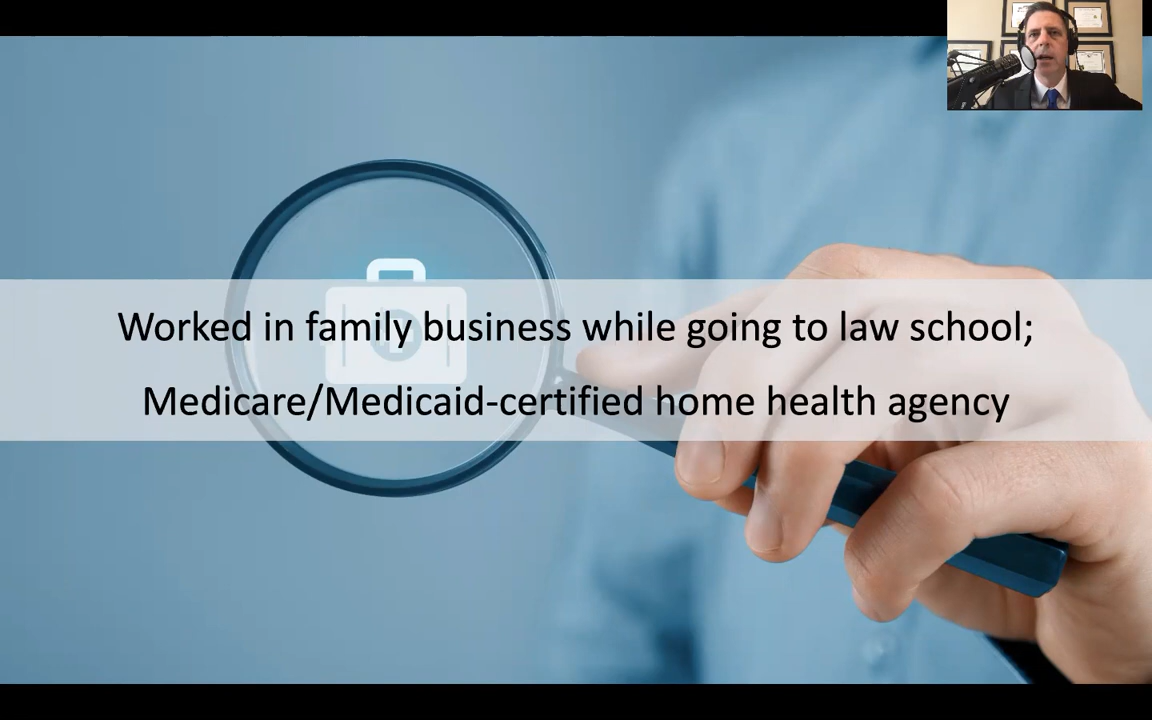 Worked in family business while going to law school;
Medicare/Medicaid-certified home health agency